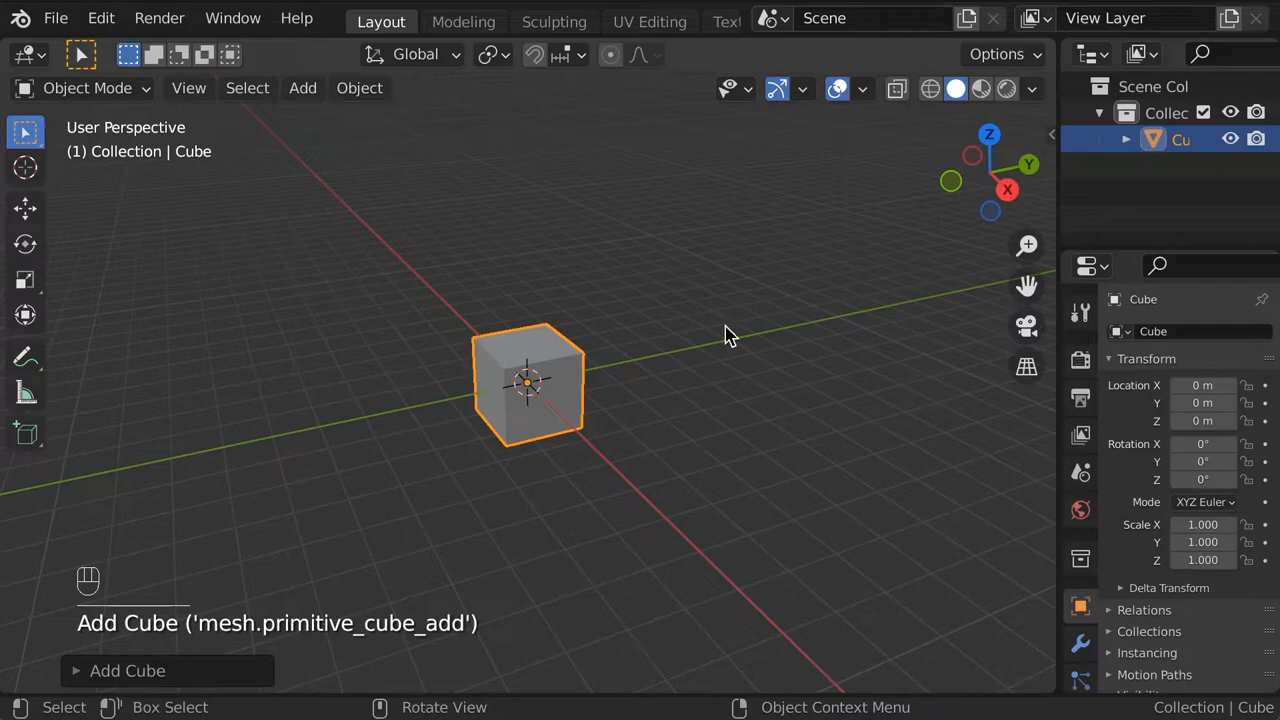 File Edit Render Window Help Layout Modeling Sculpting UV Editing Text Scene View Layer
Global Options
Object Mode View Select Add Object
User Perspective
(1) Collection | Cube
Z
Y
X
Add Cube ('mesh.primitive_cube_add')
Add Cube
Scene Col
Collec
Cu
Cube
Cube
Transform
Location X 0 m
Y 0 m
Z 0 m
Rotation X 0°
Y 0°
Z 0°
Mode XYZ Euler
Scale X 1.000
Y 1.000
Z 1.000
Delta Transform
Relations
Collections
Instancing
Motion Paths
Select Box Select Rotate View Object Context Menu Collection | Cube